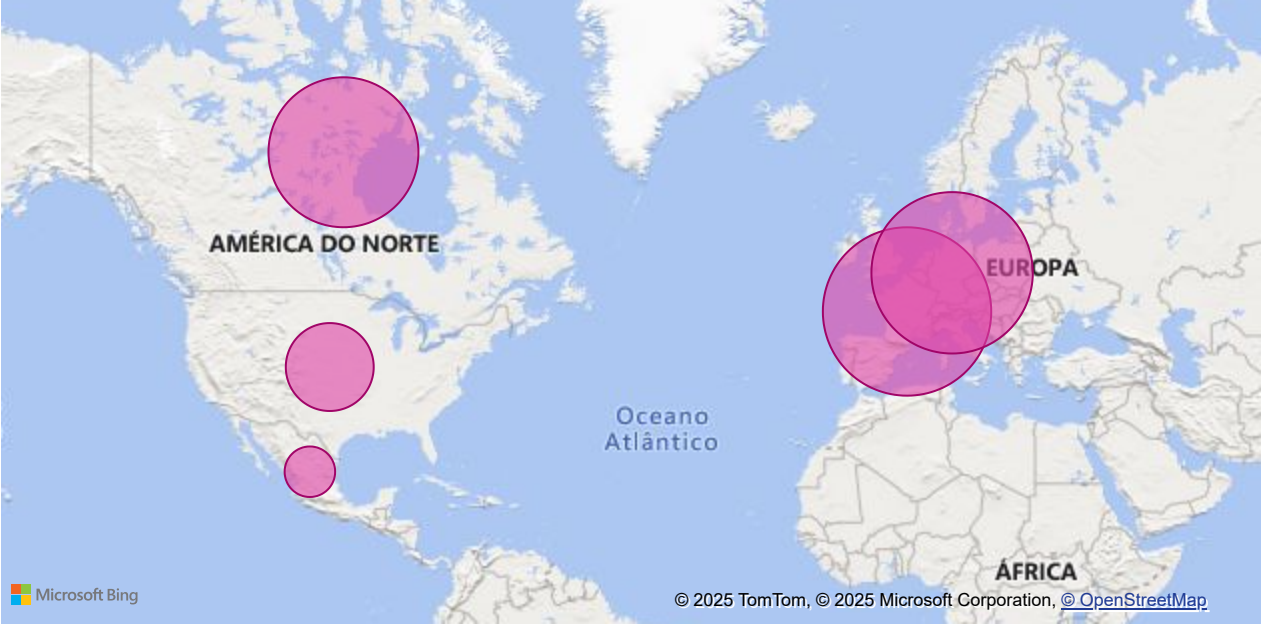 AMÉRICA DO NORTE
EUROPA
Oceano
Atlântico
ÁFRICA
Microsoft Bing
© 2025 TomTom, © 2025 Microsoft Corporation, © OpenStreetMap